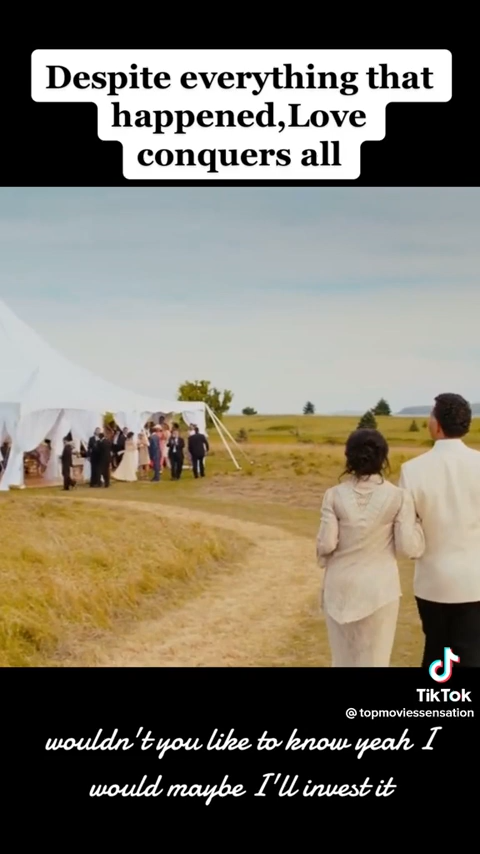 Despite everything that
happened,Love
conquers all
TikTok
@ topmoviessensation
wouldn't you like to know yeah I
would maybe I'll invest it